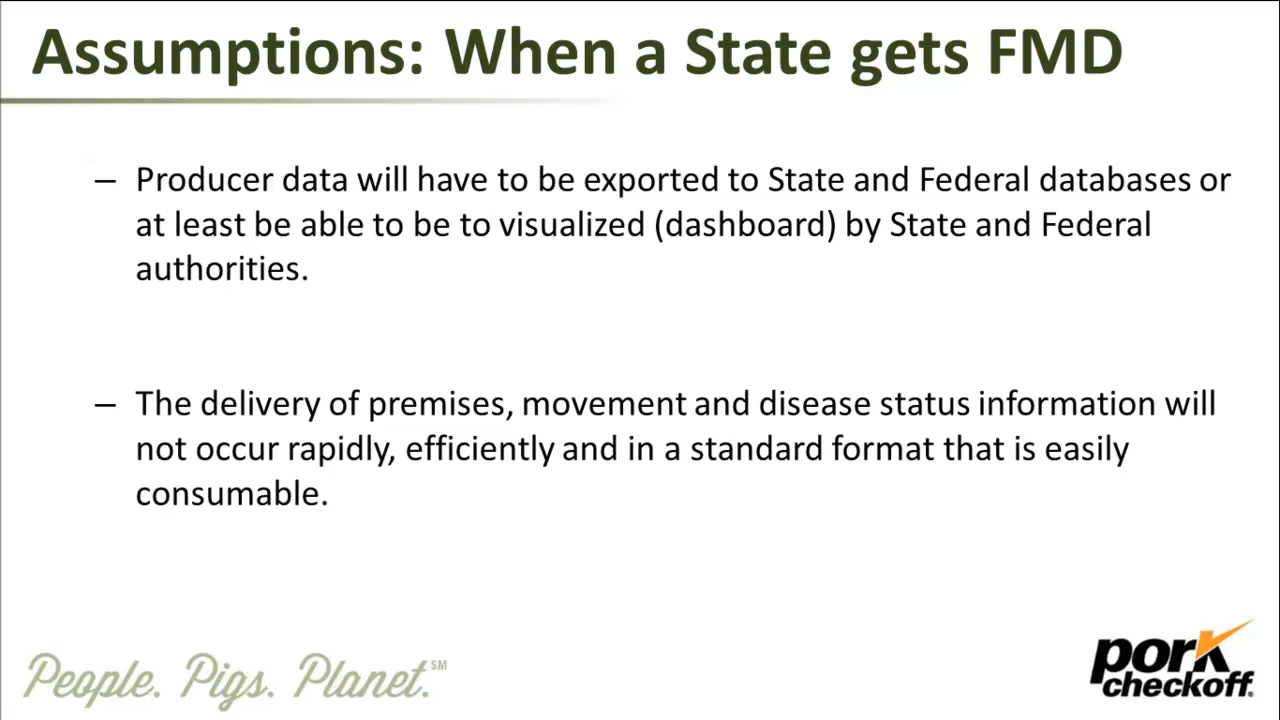 Assumptions: When a State gets FMD
– Producer data will have to be exported to State and Federal databases or
at least be able to be to visualized (dashboard) by State and Federal
authorities.
– The delivery of premises, movement and disease status information will
not occur rapidly, efficiently and in a standard format that is easily
consumable.
People. Pigs. Planet.℠
pork
checkoff®